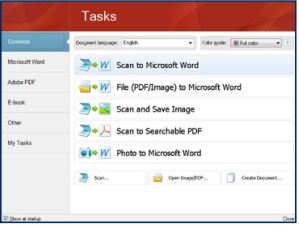 Tasks
Common
Document language: English
Color mode: Full color
Microsoft Word
Adobe PDF
E-book
Other
My Tasks
Scan to Microsoft Word
File (PDF/Image) to Microsoft Word
Scan and Save Image
Scan to Searchable PDF
Photo to Microsoft Word
Scan...
Open Image/PDF...
Create Document...
Show at startup
Close